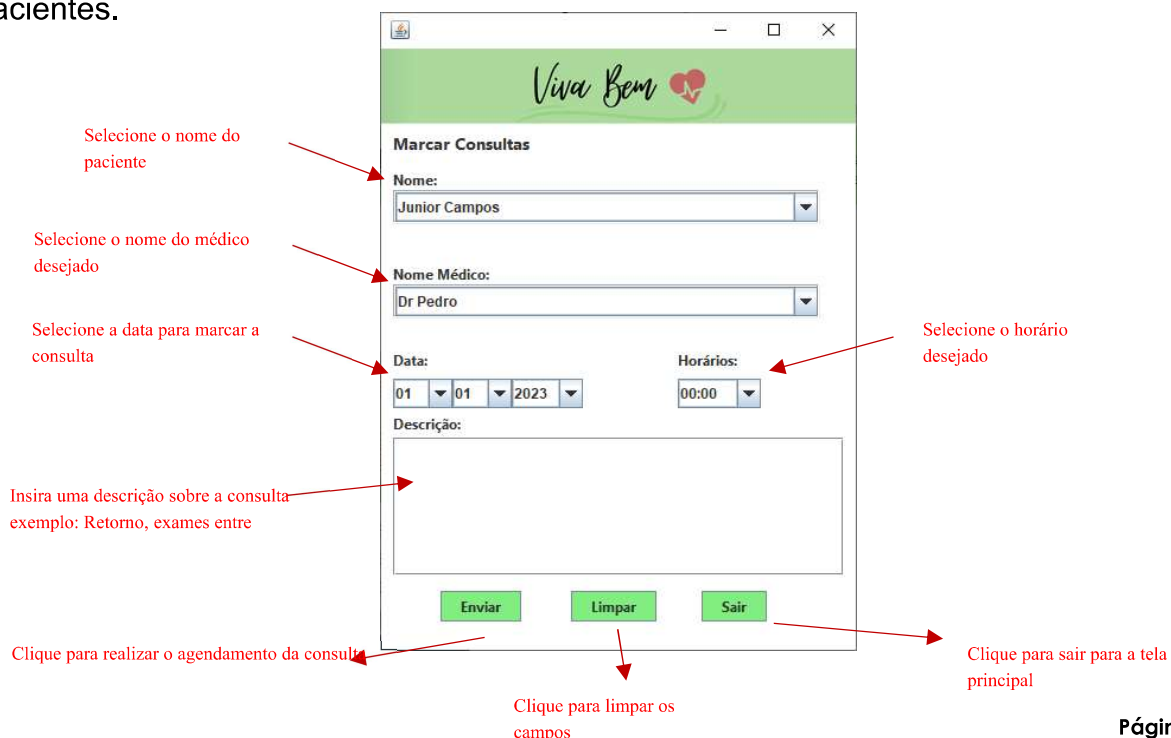 acientes.
Viva Bem
Marcar Consultas
Selecione o nome do
paciente
Nome:
Junior Campos
Selecione o nome do médico
desejado
Nome Médico:
Dr Pedro
Selecione a data para marcar a
consulta
Selecione o horário
desejado
Data:
Horários:
01 01 2023
00:00
Descrição:
Insira uma descrição sobre a consulta
exemplo: Retorno, exames entre
Enviar
Limpar
Sair
Clique para realizar o agendamento da consulta
Clique para sair para a tela
principal
Clique para limpar os
campos
Págin